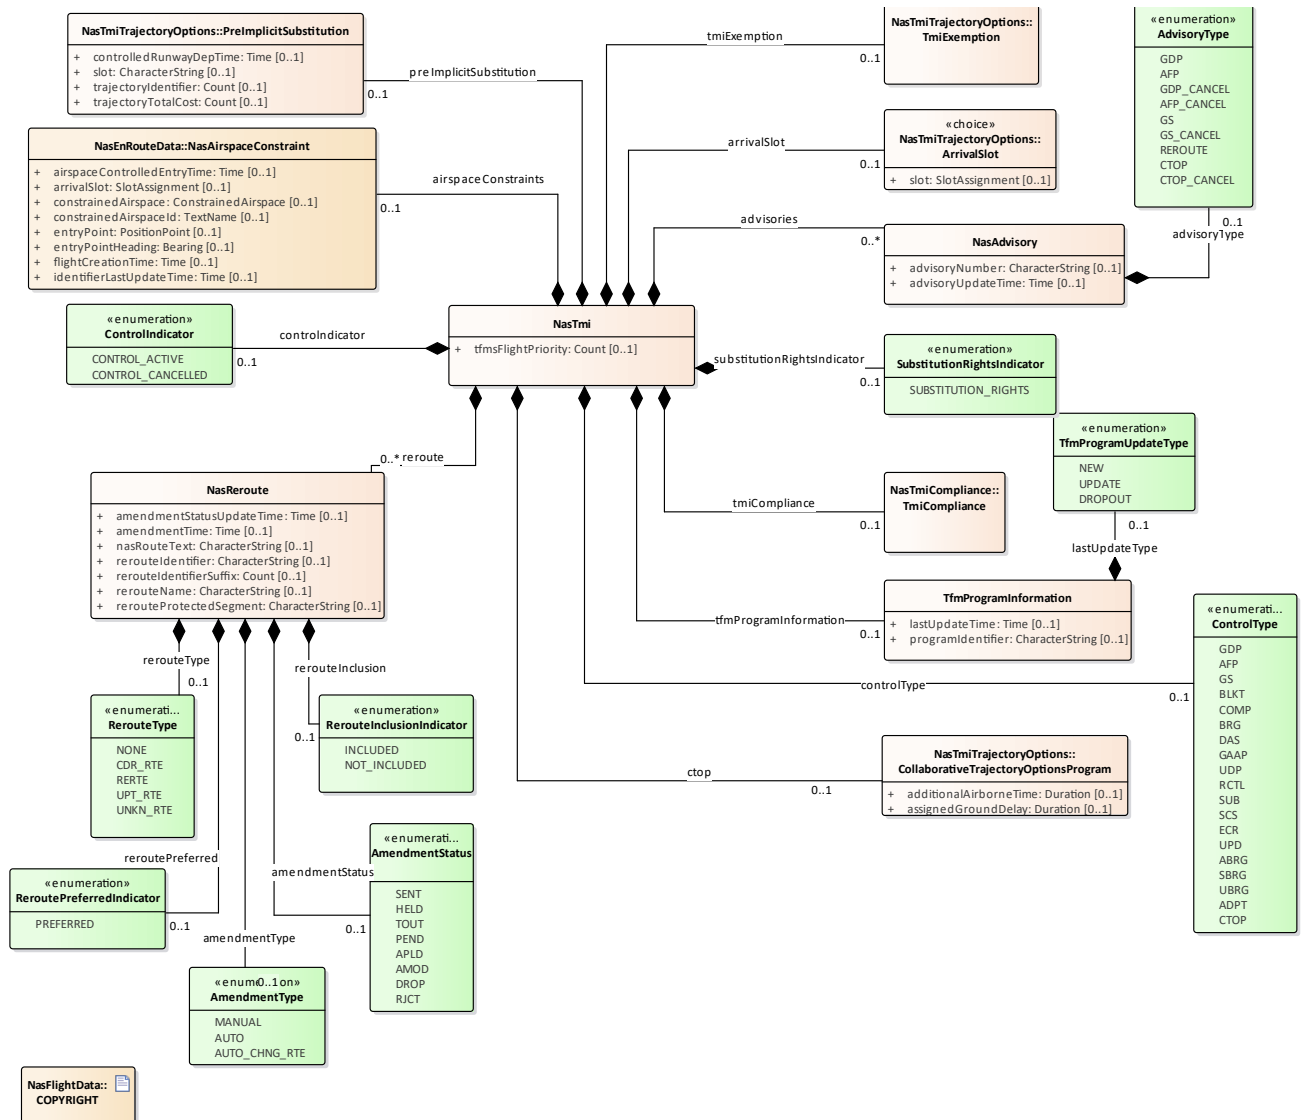 NasTmiTrajectoryOptions::PreImplicitSubstitution
+ controlledRunwayDepTime: Time [0..1]
+ slot: CharacterString [0..1]
+ trajectoryIdentifier: Count [0..1]
+ trajectoryTotalCost: Count [0..1]
preImplicitSubstitution
0..1
NasEnRouteData::NasAirspaceConstraint
+ airspaceControlledEntryTime: Time [0..1]
+ arrivalSlot: SlotAssignment [0..1]
+ constrainedAirspace: ConstrainedAirspace [0..1]
+ constrainedAirspaceId: TextName [0..1]
+ entryPoint: PositionPoint [0..1]
+ entryPointHeading: Bearing [0..1]
+ flightCreationTime: Time [0..1]
+ identifierLastUpdateTime: Time [0..1]
airspaceConstraints
0..1
«enumeration»
ControlIndicator
CONTROL_ACTIVE
CONTROL_CANCELLED
controlndicator
0..1
tmiExemption
0..1
NasTmiTrajectoryOptions::
TmiExemption
arrivalSlot
0..1
«choice»
NasTmiTrajectoryOptions::
ArrivalSlot
+ slot: SlotAssignment [0..1]
advisories
0..*
NasAdvisory
+ advisoryNumber: CharacterString [0..1]
+ advisoryUpdateTime: Time [0..1]
«enumeration»
AdvisoryType
GDP
AFP
GDP_CANCEL
AFP_CANCEL
GS
GS_CANCEL
REROUTE
CTOP
CTOP_CANCEL
0..1
advisoryType
NasTmi
+ tfmsFlightPriority: Count [0..1]
substitutionRightsIndicator
0..1
«enumeration»
SubstitutionRightsIndicator
SUBSTITUTION_RIGHTS
«enumeration»
TfmProgramUpdateType
NEW
UPDATE
DROPOUT
0..1
lastUpdateType
tmiCompliance
0..1
NasTmiCompliance::
TmiCompliance
tfmProgramInformation
0..1
TfmProgramInformation
+ lastUpdateTime: Time [0..1]
+ programIdentifier: CharacterString [0..1]
controlType
0..1
«enumerati...
ControlType
GDP
AFP
GS
BLKT
COMP
BRG
DAS
GAAP
UDP
RCTL
SUB
SCS
ECR
UPD
ABRG
SBRG
UBRG
ADPT
CTOP
ctop
0..1
NasTmiTrajectoryOptions::
CollaborativeTrajectoryOptionsProgram
+ additionalAirborneTime: Duration [0..1]
+ assignedGroundDelay: Duration [0..1]
0..* reroute
NasReroute
+ amendmentStatusUpdateTime: Time [0..1]
+ amendmentTime: Time [0..1]
+ nasRouteText: CharacterString [0..1]
+ rerouteIdentifier: CharacterString [0..1]
+ rerouteIdentifierSuffix: Count [0..1]
+ rerouteName: CharacterString [0..1]
+ rerouteProtectedSegment: CharacterString [0..1]
rerouteType
0..1
«enumerati...
RerouteType
NONE
CDR_RTE
RERTE
UPT_RTE
UNKN_RTE
rerouteInclusion
0..1
«enumeration»
RerouteInclusionIndicator
INCLUDED
NOT_INCLUDED
reroutePreferred
0..1
«enumeration»
ReroutePreferredIndicator
PREFERRED
amendmentStatus
0..1
«enumerati...
AmendmentStatus
SENT
HELD
TOUT
PEND
APLD
AMOD
DROP
RJCT
amendmentType
«enum0..1on»
AmendmentType
MANUAL
AUTO
AUTO_CHNG_RTE
NasFlightData::
COPYRIGHT